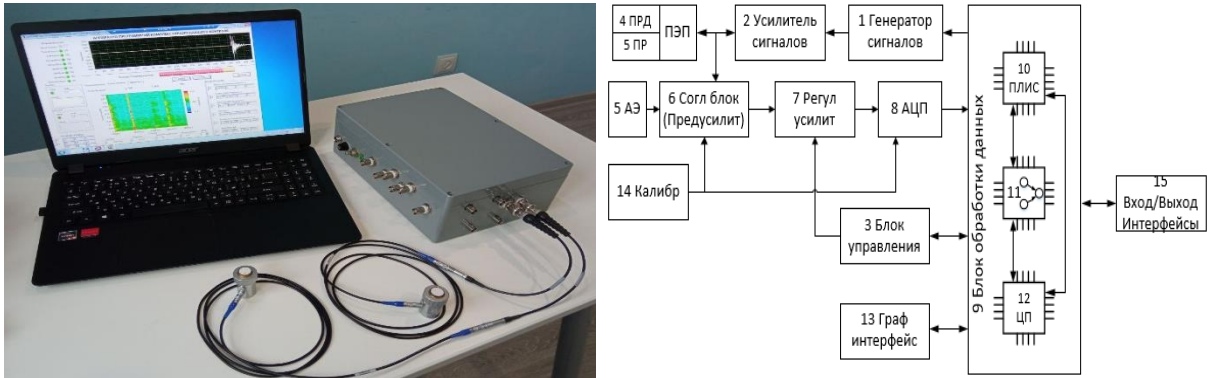 acer
4 ПРД
5 ПР
ПЭП
2 Усилитель
сигналов
1 Генератор
сигналов
5 АЭ
6 Согл блок
(Предусилит)
7 Регул
усилит
8 АЦП
14 Калибр
3 Блок
управления
13 Граф
интерфейс
9 Блок обработки данных
10
ПЛИС
11
12
ЦП
15
Вход/Выход
Интерфейсы